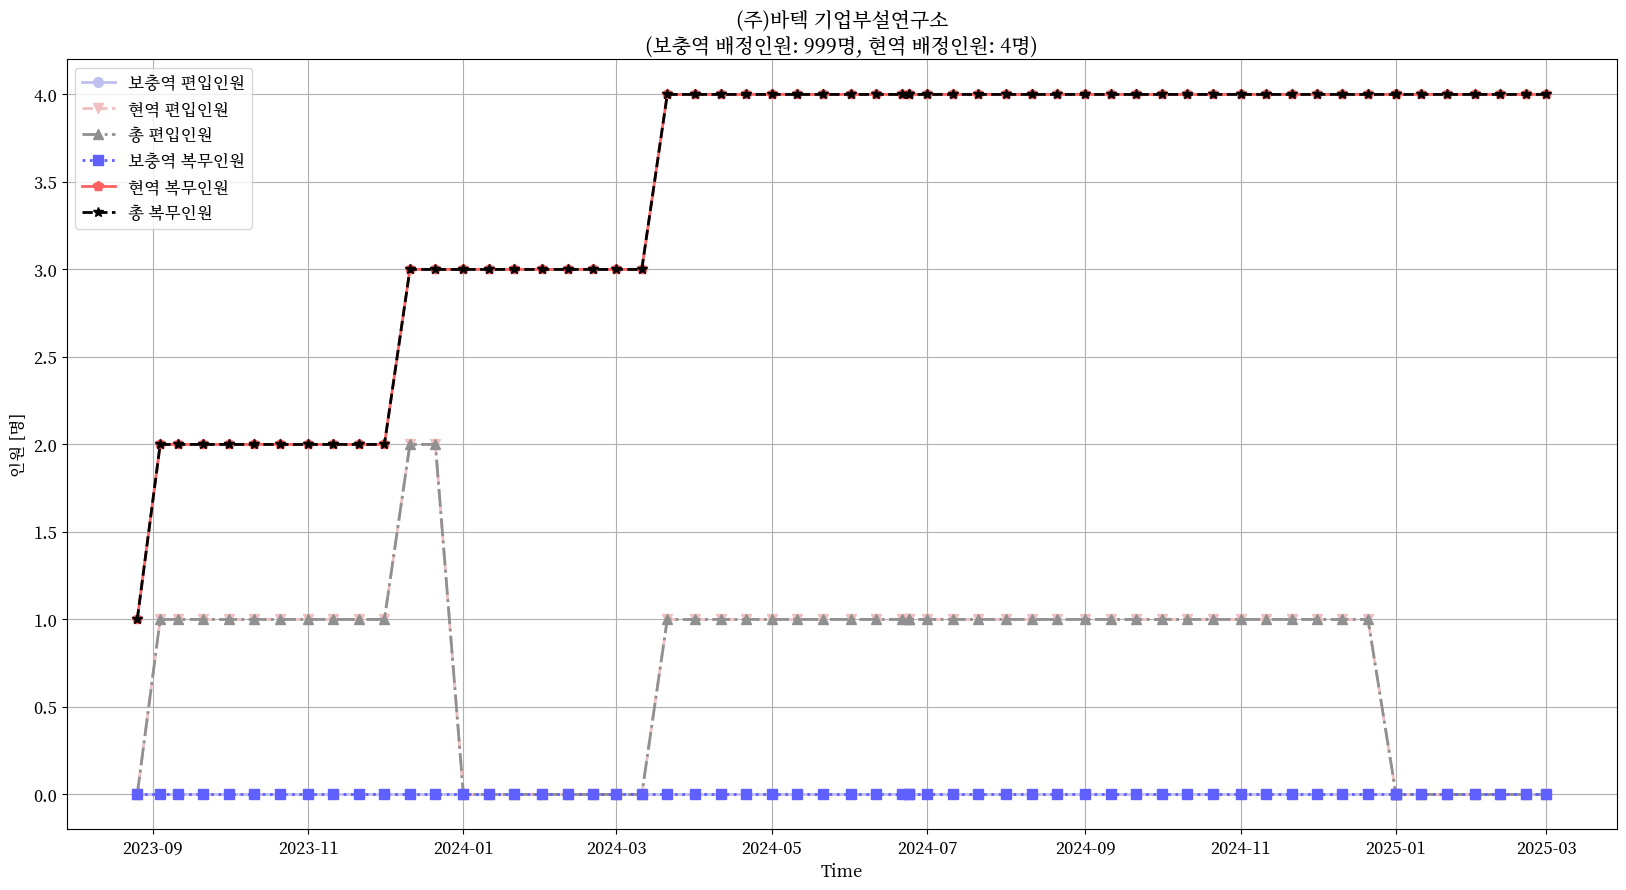 (주)바텍 기업부설연구소
(보충역 배정인원: 999명, 현역 배정인원: 4명)
보충역 편입인원
현역 편입인원
총 편입인원
보충역 복무인원
현역 복무인원
총 복무인원
4.0
3.5
3.0
2.5
2.0
1.5
1.0
0.5
0.0
인원 [명]
2023-09 2023-11 2024-01 2024-03 2024-05 2024-07 2024-09 2024-11 2025-01 2025-03
Time